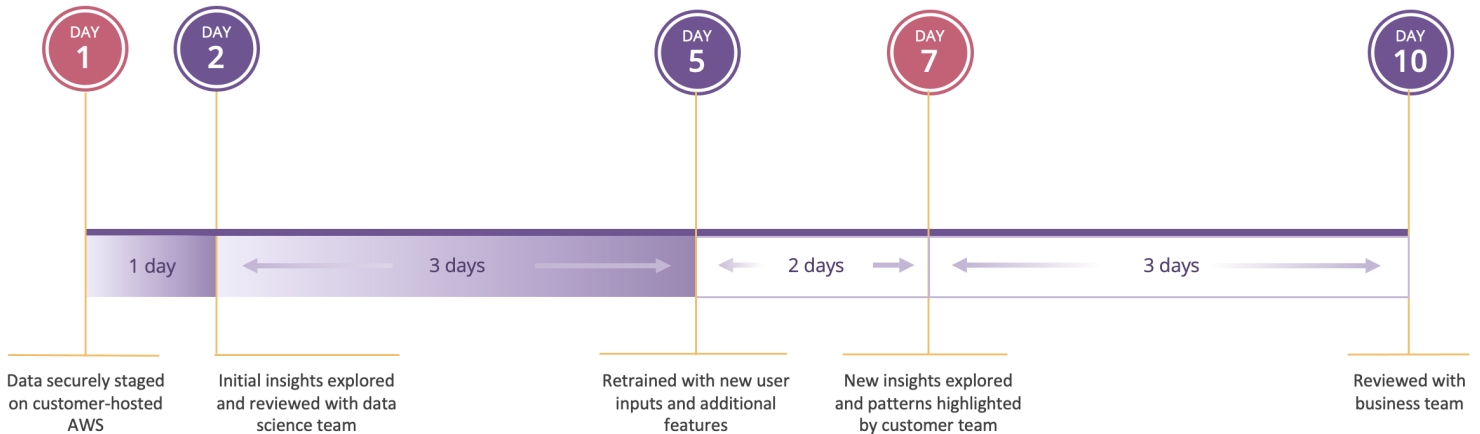 DAY
1
DAY
2
DAY
5
DAY
7
DAY
10
1 day
3 days
2 days
3 days
Data securely staged
on customer-hosted
AWS
Initial insights explored
and reviewed with data
science team
Retrained with new user
inputs and additional
features
New insights explored
and patterns highlighted
by customer team
Reviewed with
business team